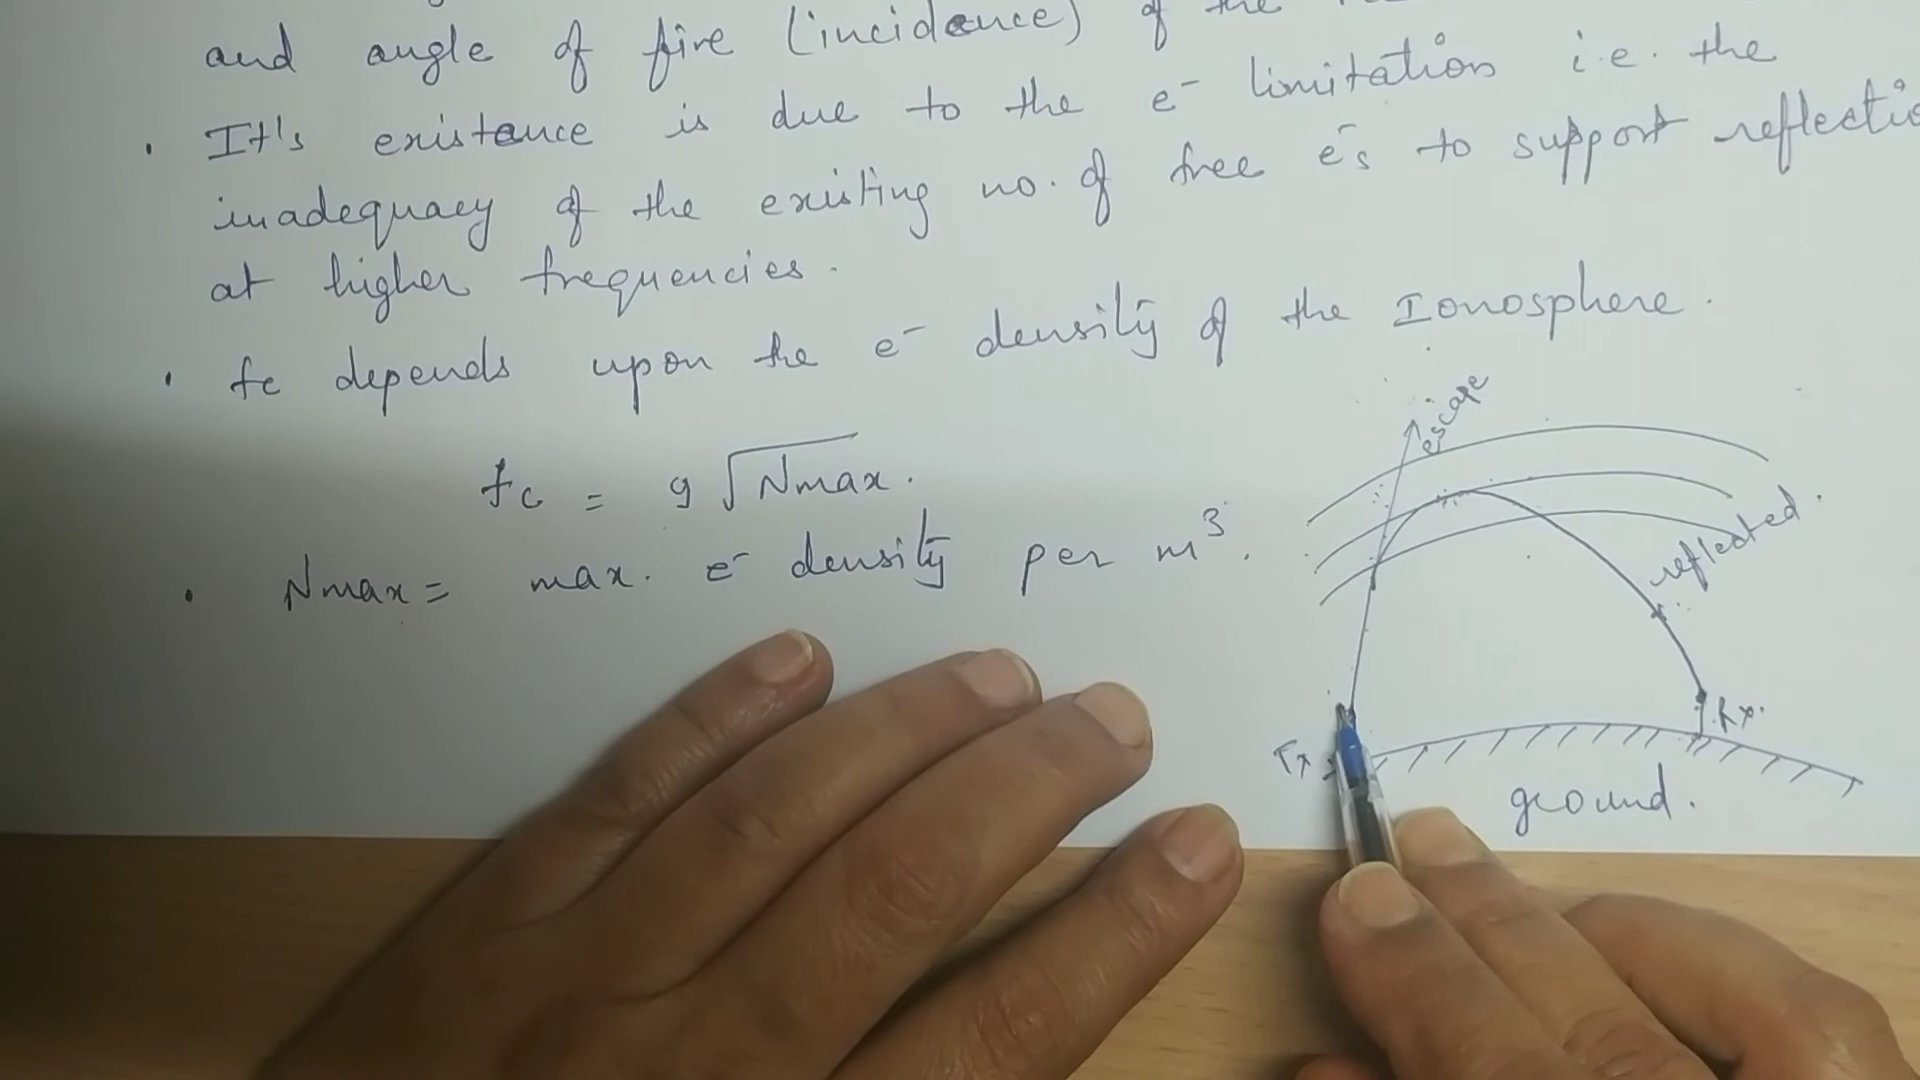 and angle of fire (incidence) of the
. It's existence is due to the e⁻ limitation i.e. the
inadequacy of the existing no. of free e⁻s to support reflectio
at higher frequencies.
. fc depends upon the e⁻ density of the Ionosphere.
fc = 9 √Nmax.
. Nmax = max. e⁻ density per m³.
escape
reflected.
Tx
Rx.
ground.